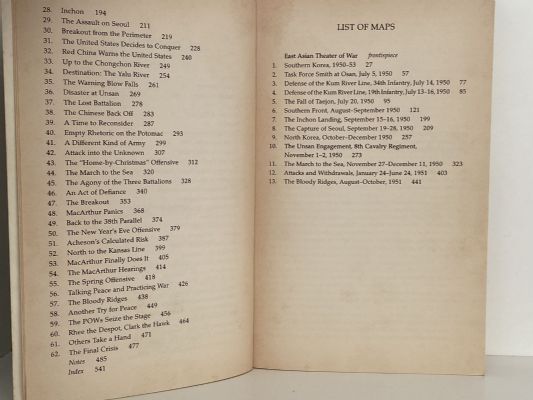 28. Inchon 194
29. The Assault on Seoul 211
30. Breakout from the Perimeter 219
31. The United States Decides to Conquer 228
32. Red China Warns the United States 240
33. Up to the Chongchon River 249
34. Destination: The Yalu River 254
35. The Warning Blow Falls 261
36. Disaster at Unsan 269
37. The Lost Battalion 278
38. The Chinese Back Off 283
39. A Time to Reconsider 287
40. Empty Rhetoric on the Potomac 293
41. A Different Kind of Army 299
42. Attack into the Unknown 307
43. The "Home-by-Christmas" Offensive 312
44. The March to the Sea 320
45. The Agony of the Three Battalions 328
46. An Act of Defiance 340
47. The Breakout 353
48. MacArthur Panics 368
49. Back to the 38th Parallel 374
50. The New Year's Eve Offensive 379
51. Acheson's Calculated Risk 387
52. North to the Kansas Line 399
53. MacArthur Finally Does It 405
54. The MacArthur Hearings 414
55. The Spring Offensive 418
56. Talking Peace and Practicing War 426
57. The Bloody Ridges 438
58. Another Try for Peace 449
59. The POWs Seize the Stage 456
60. Rhee the Despot, Clark the Hawk 464
61. Others Take a Hand 471
62. The Final Crisis 477
Notes 485
Index 541
LIST OF MAPS
East Asian Theater of War frontispiece
1. Southern Korea, 1950–53 27
2. Task Force Smith at Osan, July 5, 1950 57
3. Defense of the Kum River Line, 34th Infantry, July 14, 1950 77
4. Defense of the Kum River Line, 19th Infantry, July 13–16, 1950 85
5. The Fall of Taejon, July 20, 1950 95
6. Southern Front, August–September 1950 121
7. The Inchon Landing, September 15–16, 1950 199
8. The Capture of Seoul, September 19–28, 1950 209
9. North Korea, October–December 1950 257
10. The Unsan Engagement, 8th Cavalry Regiment,
November 1–2, 1950 273
11. The March to the Sea, November 27–December 11, 1950 323
12. Attacks and Withdrawals, January 24–June 24, 1951 403
13. The Bloody Ridges, August–October, 1951 441